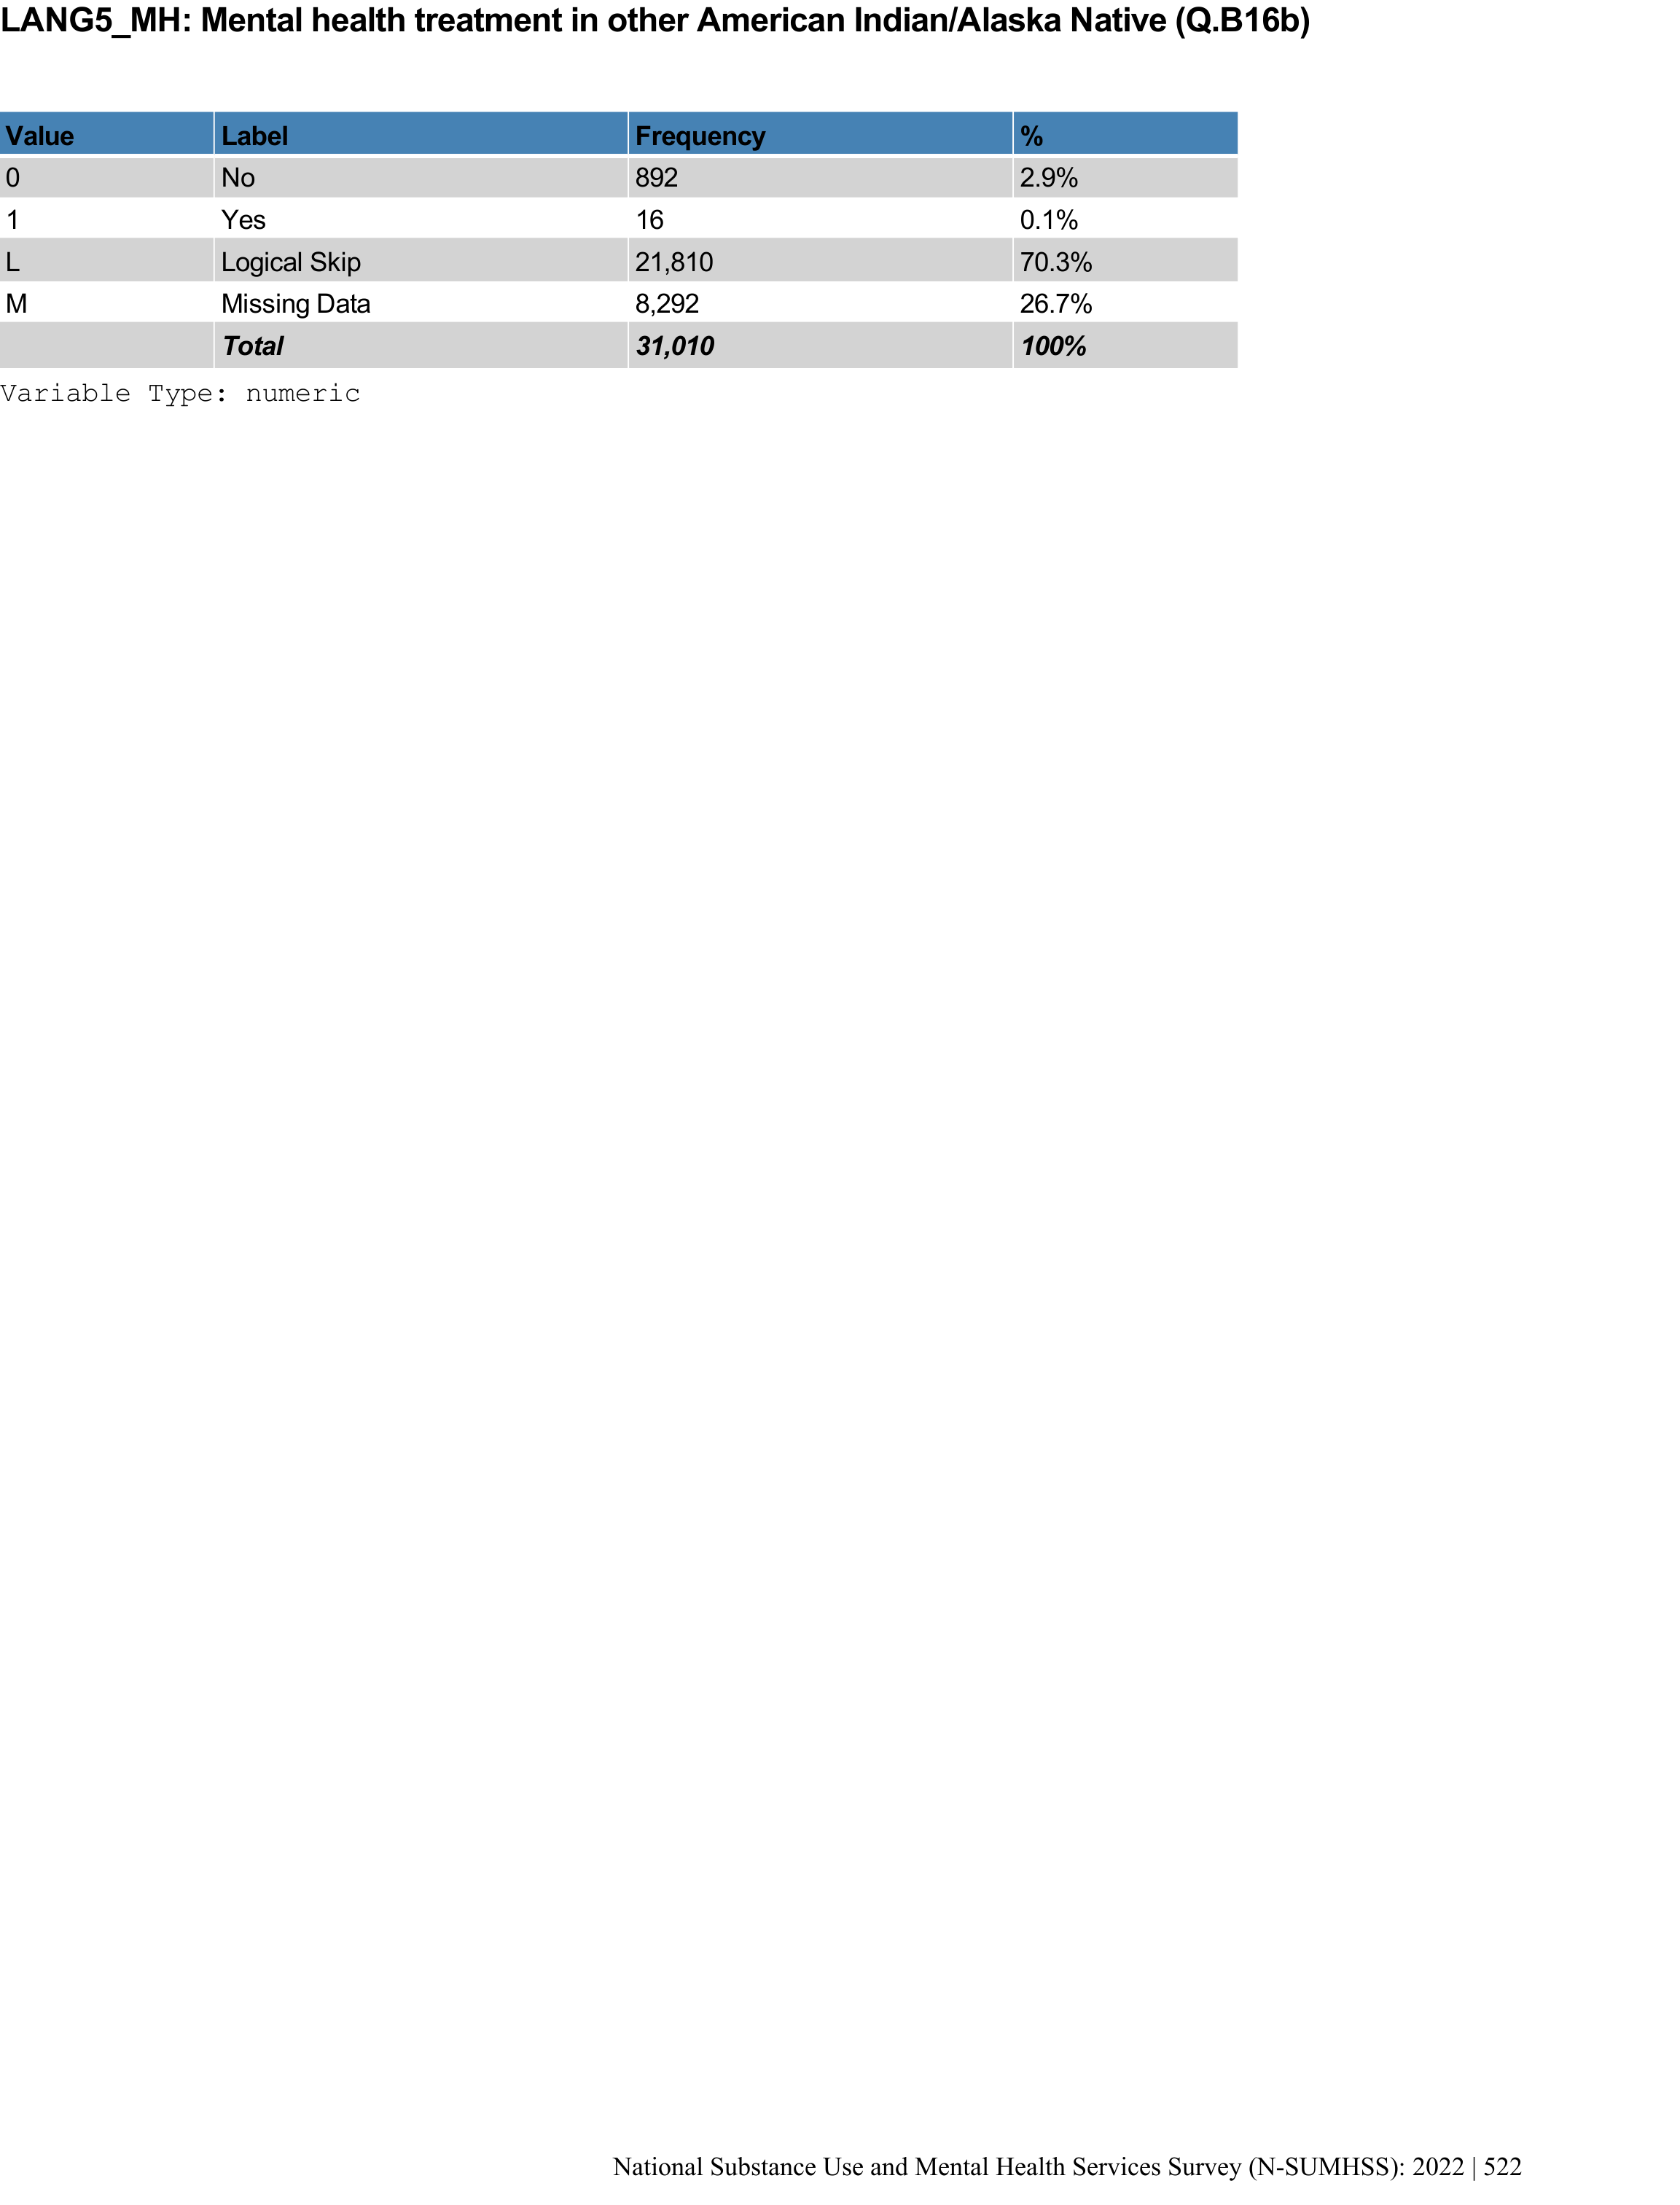 LANG5_MH: Mental health treatment in other American Indian/Alaska Native (Q.B16b)
Value Label Frequency %
0 No 892 2.9%
1 Yes 16 0.1%
L Logical Skip 21,810 70.3%
M Missing Data 8,292 26.7%
Total 31,010 100%
Variable Type: numeric
National Substance Use and Mental Health Services Survey (N-SUMHSS): 2022 | 522